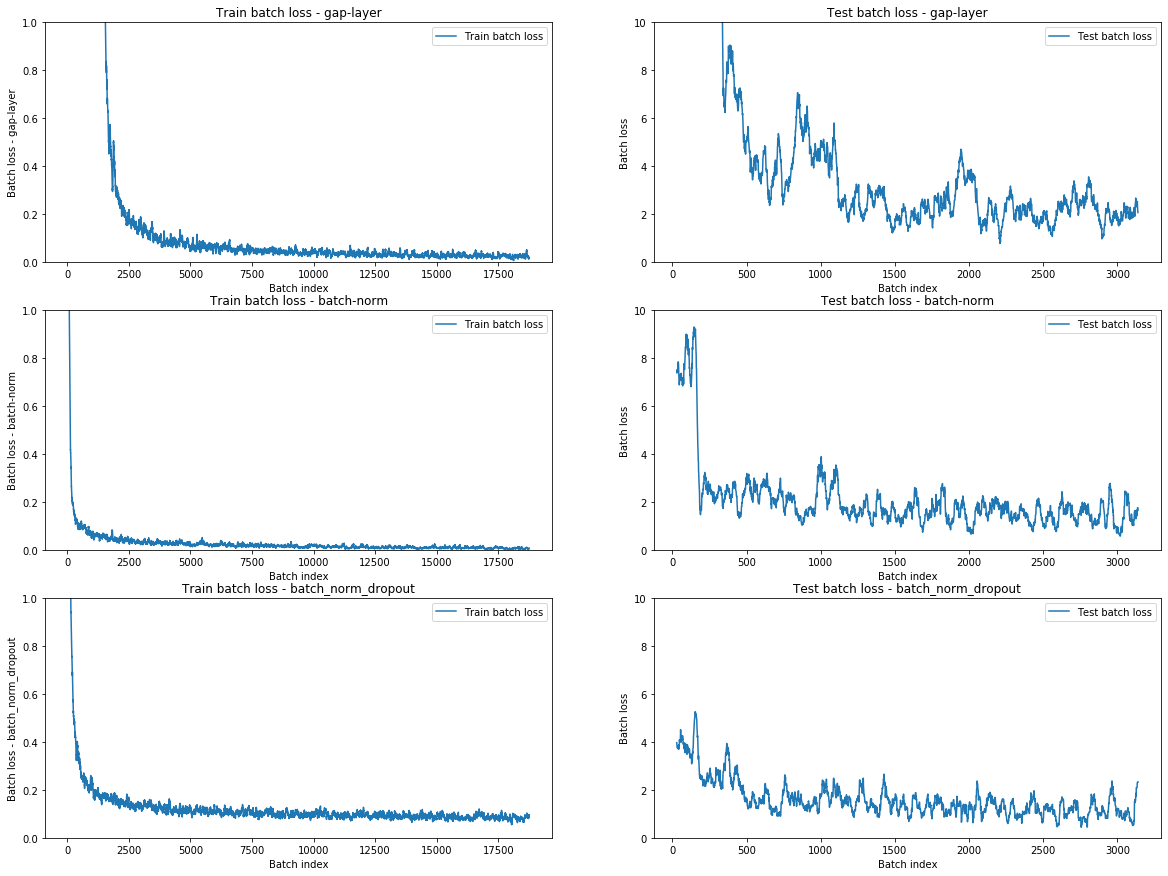 Train batch loss - gap-layer
Batch loss - gap-layer
1.0
0.8
0.6
0.4
0.2
0.0
Train batch loss
0 2500 5000 7500 10000 12500 15000 17500
Batch index
Test batch loss - gap-layer
Batch loss
10
8
6
4
2
0
Test batch loss
0 500 1000 1500 2000 2500 3000
Batch index
Train batch loss - batch-norm
Batch loss - batch-norm
1.0
0.8
0.6
0.4
0.2
0.0
Train batch loss
0 2500 5000 7500 10000 12500 15000 17500
Batch index
Test batch loss - batch-norm
Batch loss
10
8
6
4
2
0
Test batch loss
0 500 1000 1500 2000 2500 3000
Batch index
Train batch loss - batch_norm_dropout
Batch loss - batch_norm_dropout
1.0
0.8
0.6
0.4
0.2
0.0
Train batch loss
0 2500 5000 7500 10000 12500 15000 17500
Batch index
Test batch loss - batch_norm_dropout
Batch loss
10
8
6
4
2
0
Test batch loss
0 500 1000 1500 2000 2500 3000
Batch index